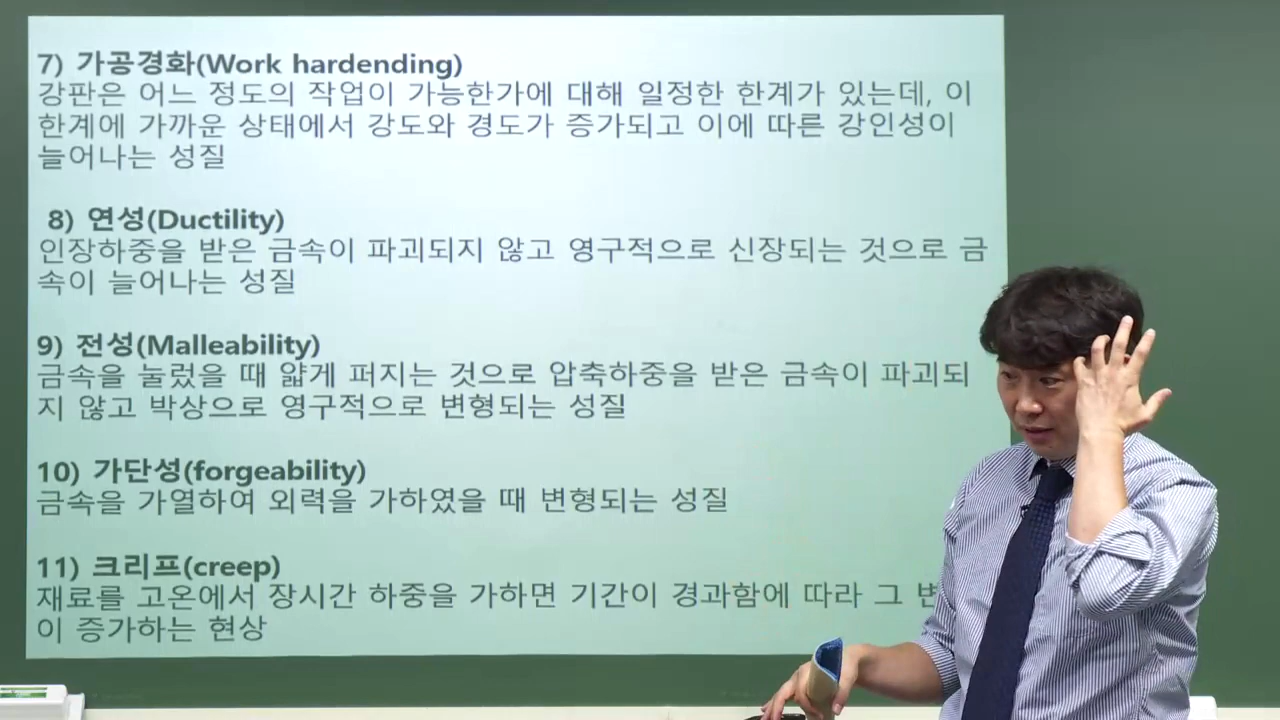 7) 가공경화(Work hardending)
강판은 어느 정도의 작업이 가능한가에 대해 일정한 한계가 있는데, 이
한계에 가까운 상태에서 강도와 경도가 증가되고 이에 따른 강인성이
늘어나는 성질
8) 연성(Ductility)
인장하중을 받은 금속이 파괴되지 않고 영구적으로 신장되는 것으로 금
속이 늘어나는 성질
9) 전성(Malleability)
금속을 눌렀을 때 얇게 퍼지는 것으로 압축하중을 받은 금속이 파괴되
지 않고 박상으로 영구적으로 변형되는 성질
10) 가단성(forgeability)
금속을 가열하여 외력을 가하였을 때 변형되는 성질
11) 크리프(creep)
재료를 고온에서 장시간 하중을 가하면 기간이 경과함에 따라 그
이 증가하는 현상